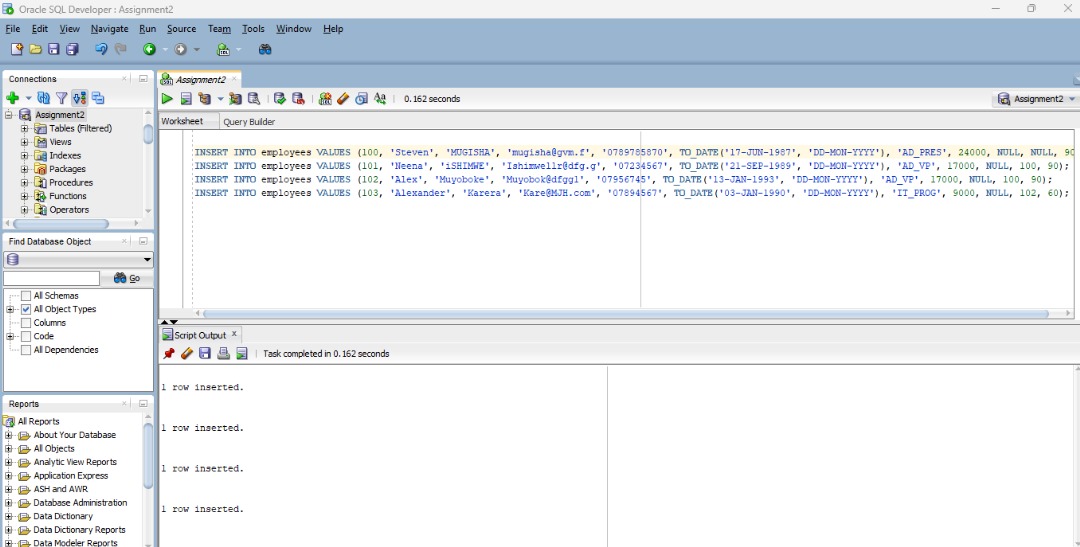 Oracle SQL Developer : Assignment2
File Edit View Navigate Run Source Team Tools Window Help
Connections
Assignment2
Tables (Filtered)
Views
Indexes
Packages
Procedures
Functions
Operators
Find Database Object
Go
All Schemas
All Object Types
Columns
Code
All Dependencies
Reports
All Reports
About Your Database
All Objects
Analytic View Reports
Application Express
ASH and AWR
Database Administration
Data Dictionary
Data Dictionary Reports
Data Modeler Reports
Assignment2
0.162 seconds
Assignment2
Worksheet Query Builder
INSERT INTO employees VALUES (100, 'Steven', 'MUGISHA', 'mugisha@gvm.f', '0789785870', TO_DATE('17-JUN-1987', 'DD-MON-YYYY'), 'AD_PRES', 24000, NULL, NULL, 90
INSERT INTO employees VALUES (101, 'Neena', 'iSHIMWE', 'Ishimwellr@dfg.g', '07234567', TO_DATE('21-SEP-1989', 'DD-MON-YYYY'), 'AD_VP', 17000, NULL, 100, 90);
INSERT INTO employees VALUES (102, 'Alex', 'Muyoboke', 'Muyobok@dfggl', '07956745', TO_DATE('13-JAN-1993', 'DD-MON-YYYY'), 'AD_VP', 17000, NULL, 100, 90);
INSERT INTO employees VALUES (103, 'Alexander', 'Karera', 'Kare@MJH.com', '07894567', TO_DATE('03-JAN-1990', 'DD-MON-YYYY'), 'IT_PROG', 9000, NULL, 102, 60);
Script Output
Task completed in 0.162 seconds
1 row inserted.
1 row inserted.
1 row inserted.
1 row inserted.